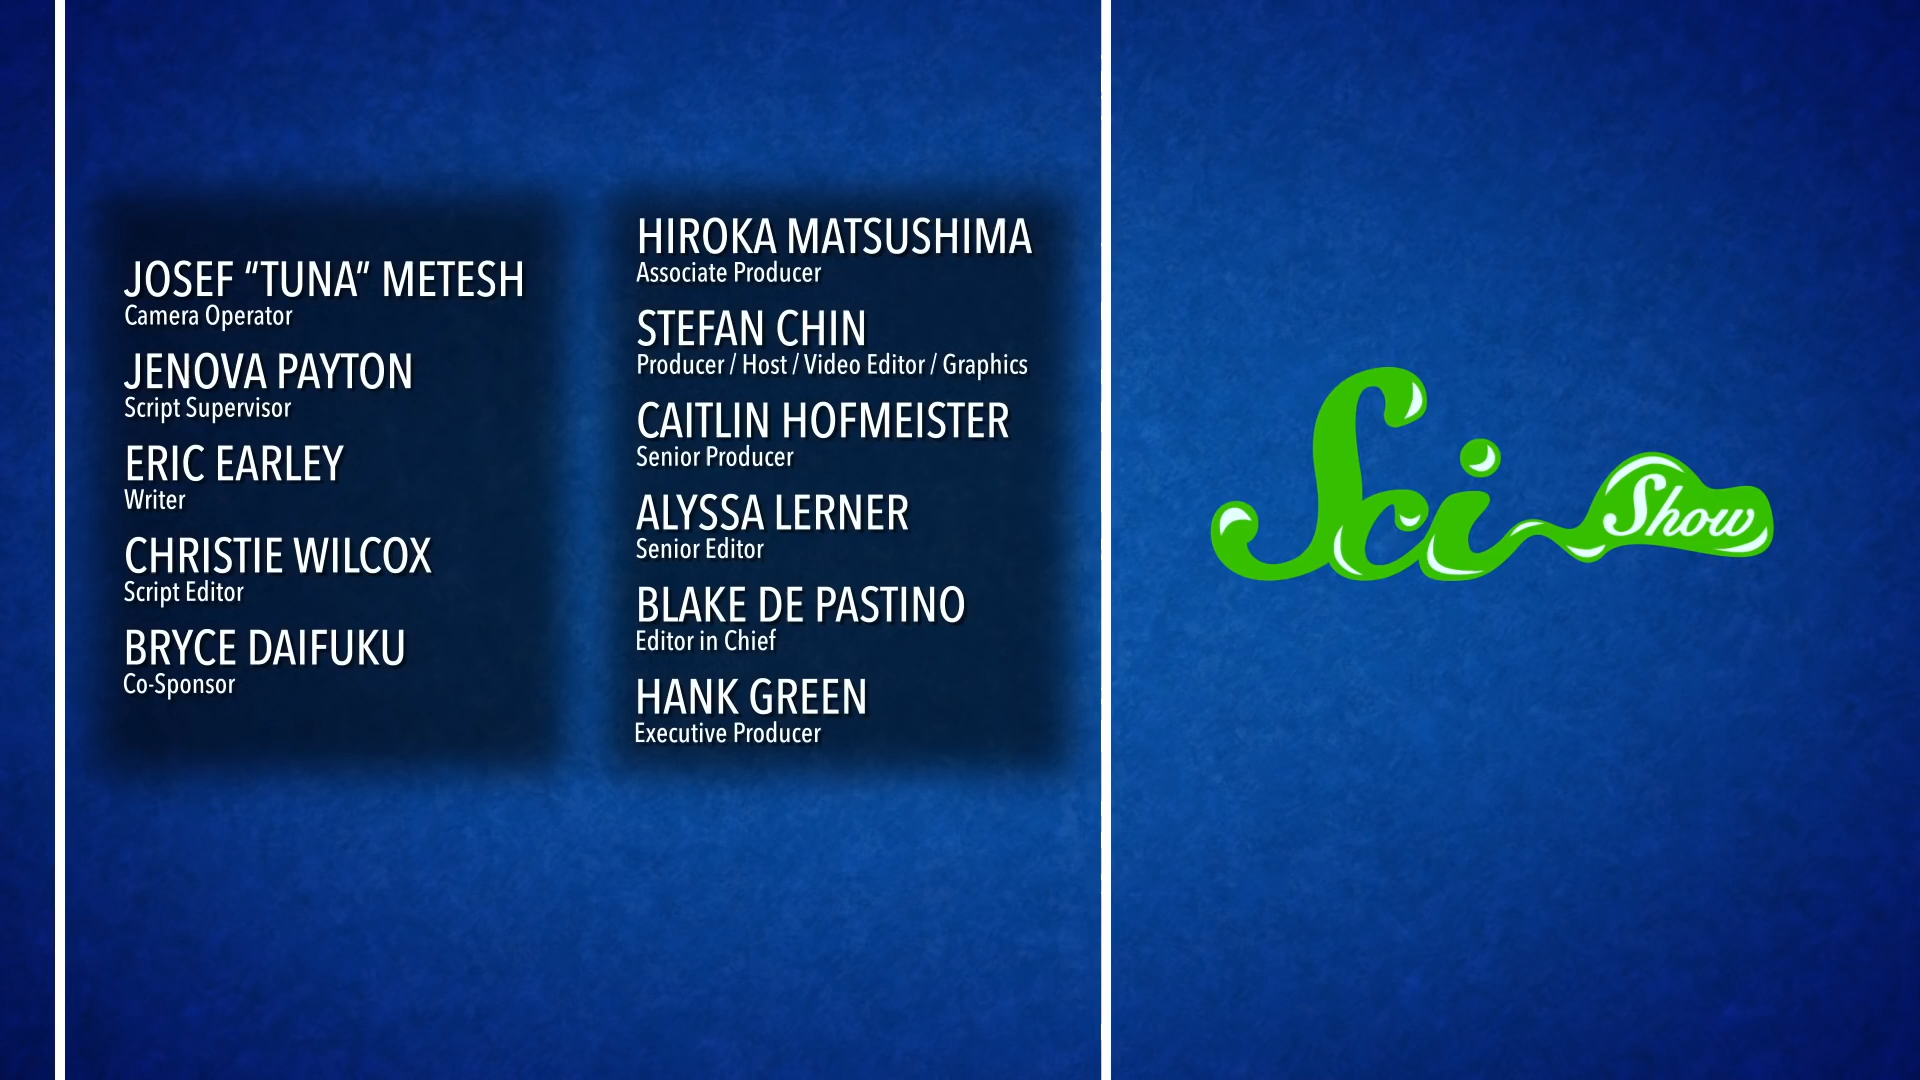 JOSEF “TUNA” METESH
Camera Operator
JENOVA PAYTON
Script Supervisor
ERIC EARLEY
Writer
CHRISTIE WILCOX
Script Editor
BRYCE DAIFUKU
Co-Sponsor
HIROKA MATSUSHIMA
Associate Producer
STEFAN CHIN
Producer / Host / Video Editor / Graphics
CAITLIN HOFMEISTER
Senior Producer
ALYSSA LERNER
Senior Editor
BLAKE DE PASTINO
Editor in Chief
HANK GREEN
Executive Producer
Sci Show